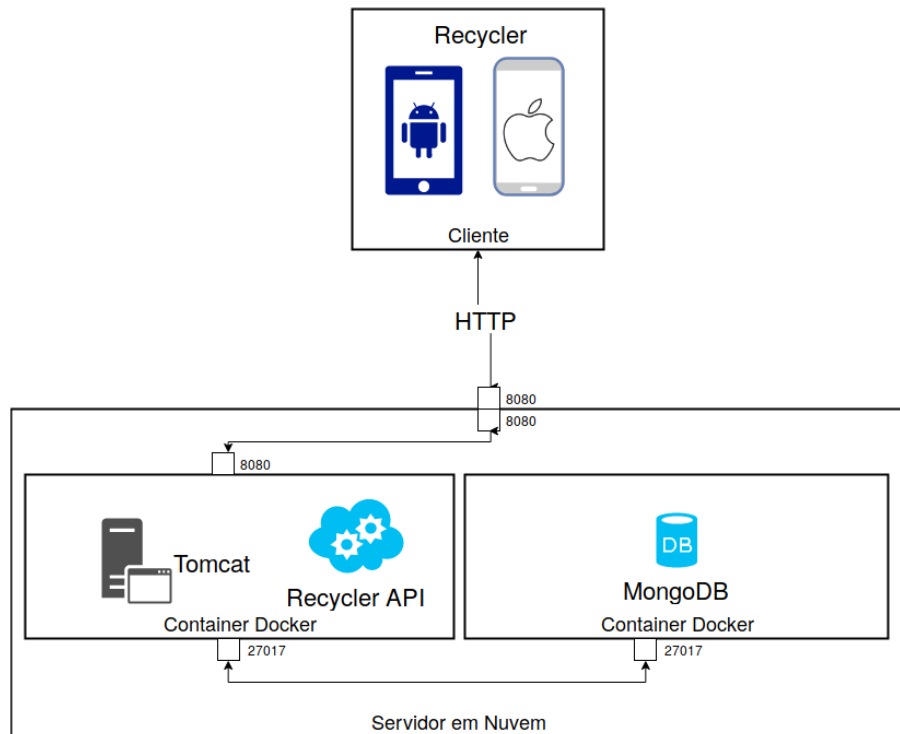 Recycler
Cliente
HTTP
8080
8080
8080
Tomcat
Recycler API
Container Docker
DB
MongoDB
Container Docker
27017
27017
Servidor em Nuvem